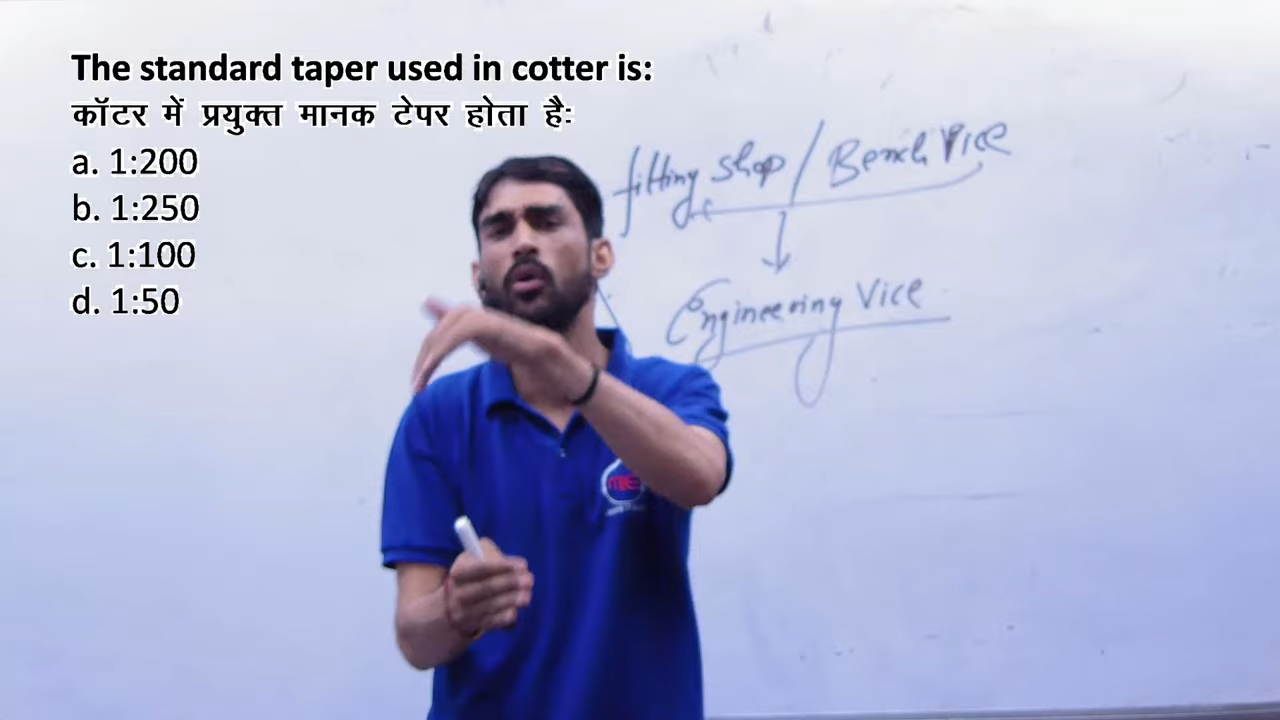 The standard taper used in cotter is:
कॉटर में प्रयुक्त मानक टेपर होता है:
a. 1:200
b. 1:250
c. 1:100
d. 1:50
fitting shop / Bench Vice
Engineering Vice